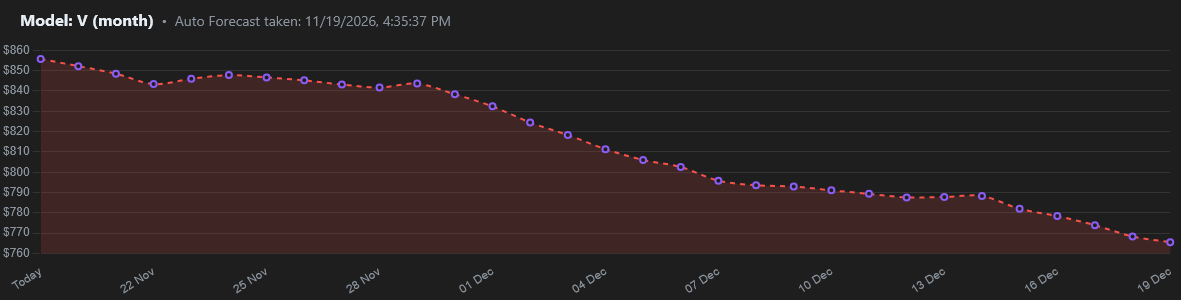 Model: V (month) • Auto Forecast taken: 11/19/2026, 4:35:37 PM
$860
$850
$840
$830
$820
$810
$800
$790
$780
$770
$760
Today
22 Nov
25 Nov
28 Nov
01 Dec
04 Dec
07 Dec
10 Dec
13 Dec
16 Dec
19 Dec